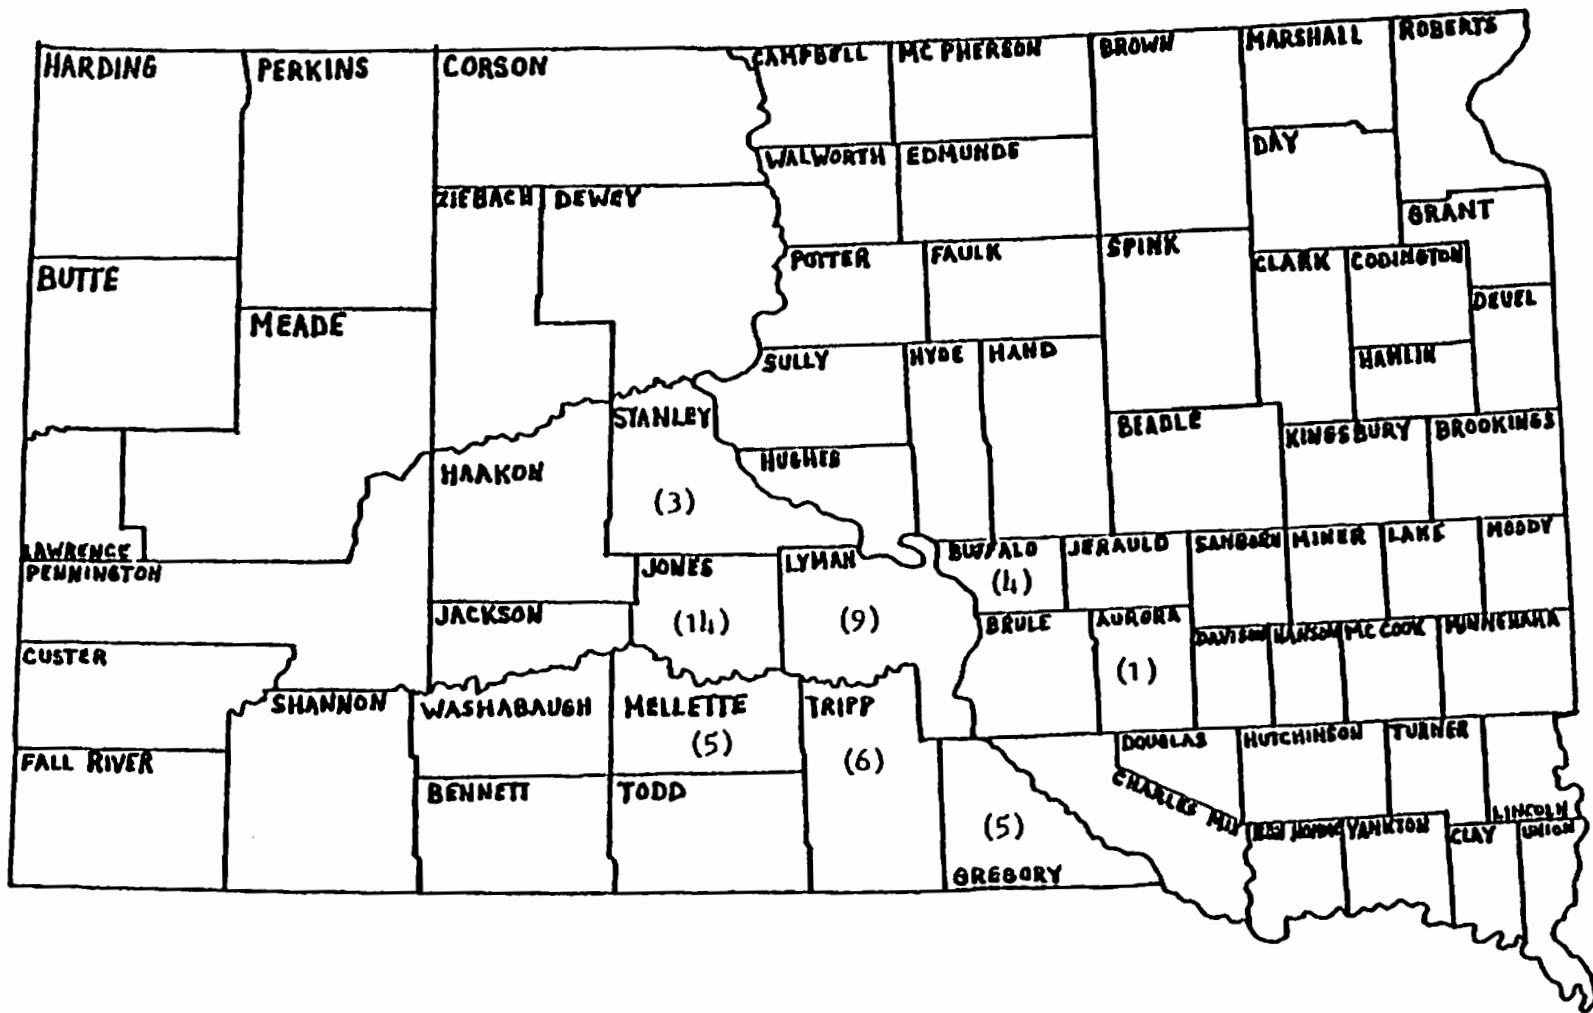 HARDING
PERKINS
CORSON
CAMPBELL
MC PHERSON
BROWN
MARSHALL
ROBERTS
WALWORTH
EDMUNDS
DAY
ZIEBACH
DEWEY
GRANT
BUTTE
POTTER
FAULK
SPINK
CLARK
CODINGTON
DEUEL
MEADE
SULLY
HYDE
HAND
HAMLIN
STANLEY
(3)
BEADLE
KINGSBURY
BROOKINGS
HAAKON
HUGHES
LAWRENCE
PENNINGTON
JONES
(14)
LYMAN
(9)
BUFFALO
(4)
JERAULD
SANBORN
MINER
LAKE
MOODY
JACKSON
BRULE
AURORA
(1)
DAVISON
HANSON
MC COOK
MINNEHAHA
CUSTER
SHANNON
WASHABAUGH
MELLETTE
(5)
TRIPP
(6)
DOUGLAS
HUTCHINSON
TURNER
FALL RIVER
BENNETT
TODD
CHARLES MIX
LINCOLN
(5)
GREGORY
YANKTON
CLAY
UNION